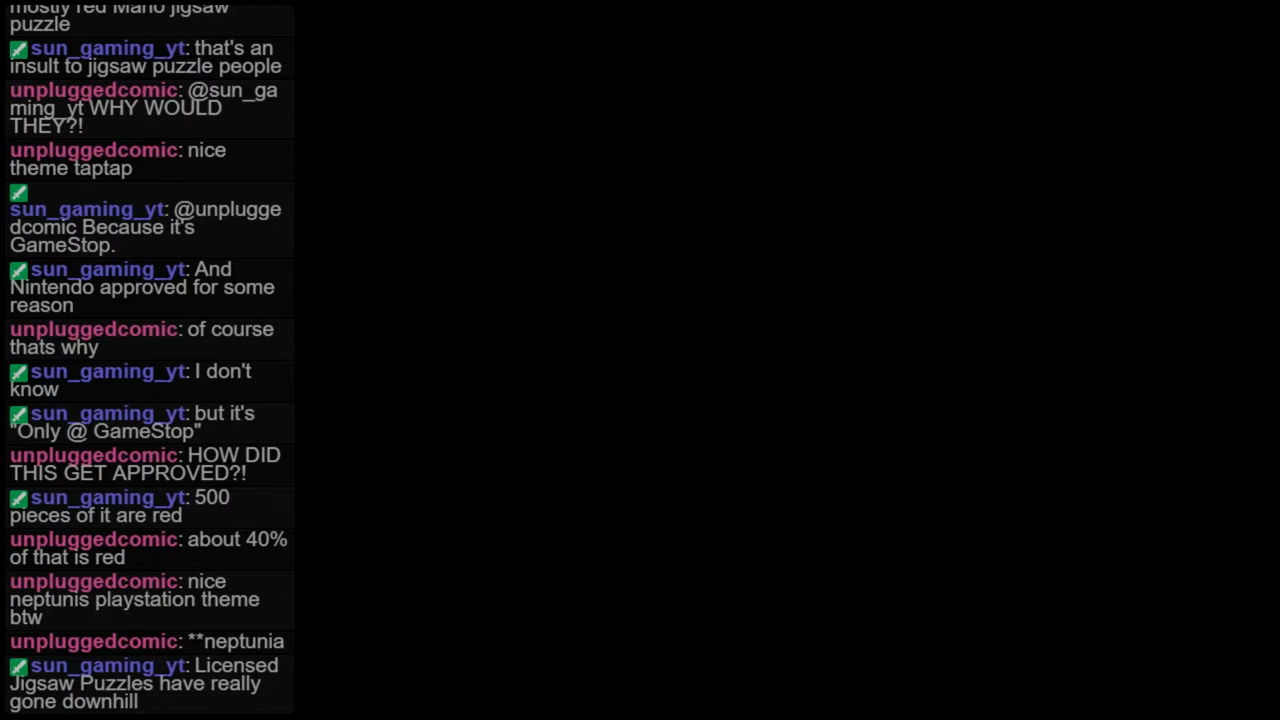 mostly red Mario jigsaw
puzzle
sun_gaming_yt: that's an
insult to jigsaw puzzle people
unpluggedcomic: @sun_ga
ming_yt WHY WOULD
THEY?!
unpluggedcomic: nice
theme taptap
sun_gaming_yt: @unplugge
dcomic Because it's
GameStop.
sun_gaming_yt: And
Nintendo approved for some
reason
unpluggedcomic: of course
thats why
sun_gaming_yt: I don't
know
sun_gaming_yt: but it's
"Only @ GameStop"
unpluggedcomic: HOW DID
THIS GET APPROVED?!
sun_gaming_yt: 500
pieces of it are red
unpluggedcomic: about 40%
of that is red
unpluggedcomic: nice
neptunis playstation theme
btw
unpluggedcomic: **neptunia
sun_gaming_yt: Licensed
Jigsaw Puzzles have really
gone downhill